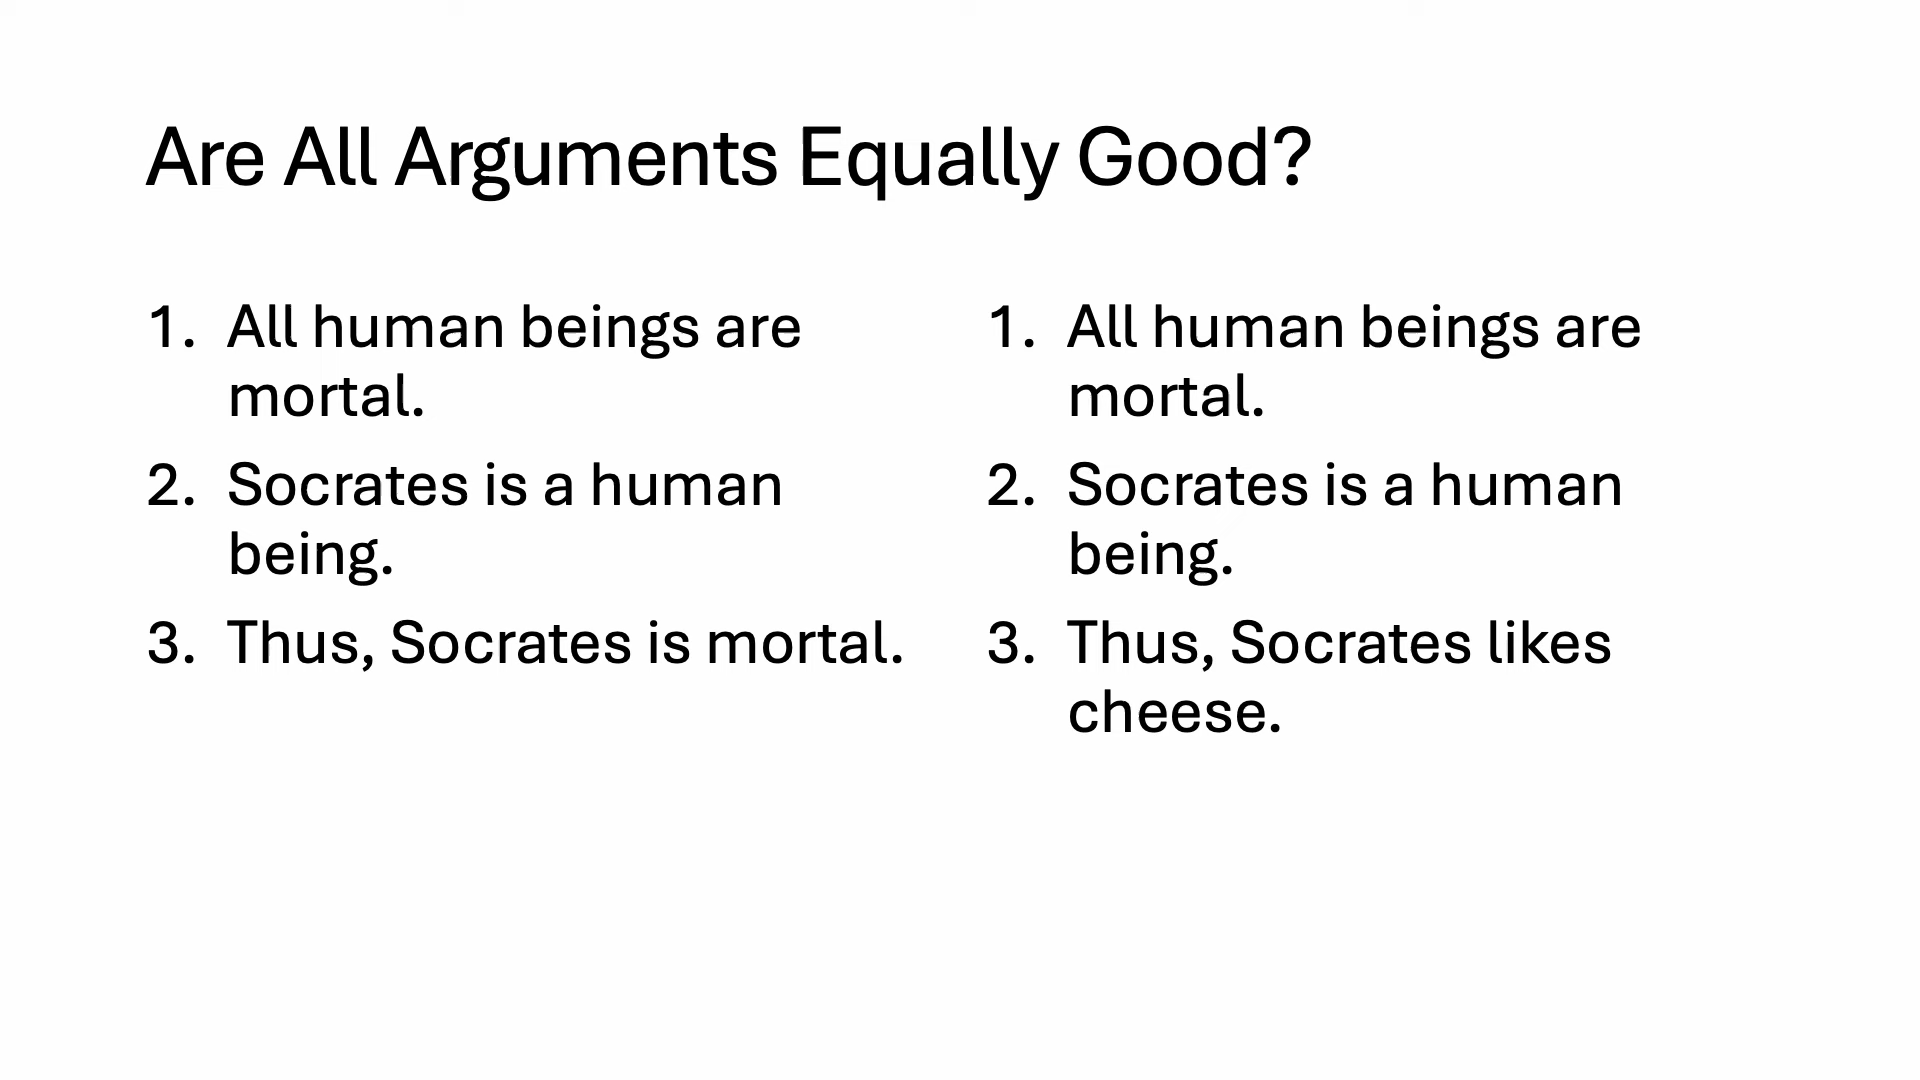 Are All Arguments Equally Good?
1. All human beings are
mortal.
2. Socrates is a human
being.
3. Thus, Socrates is mortal.
1. All human beings are
mortal.
2. Socrates is a human
being.
3. Thus, Socrates likes
cheese.